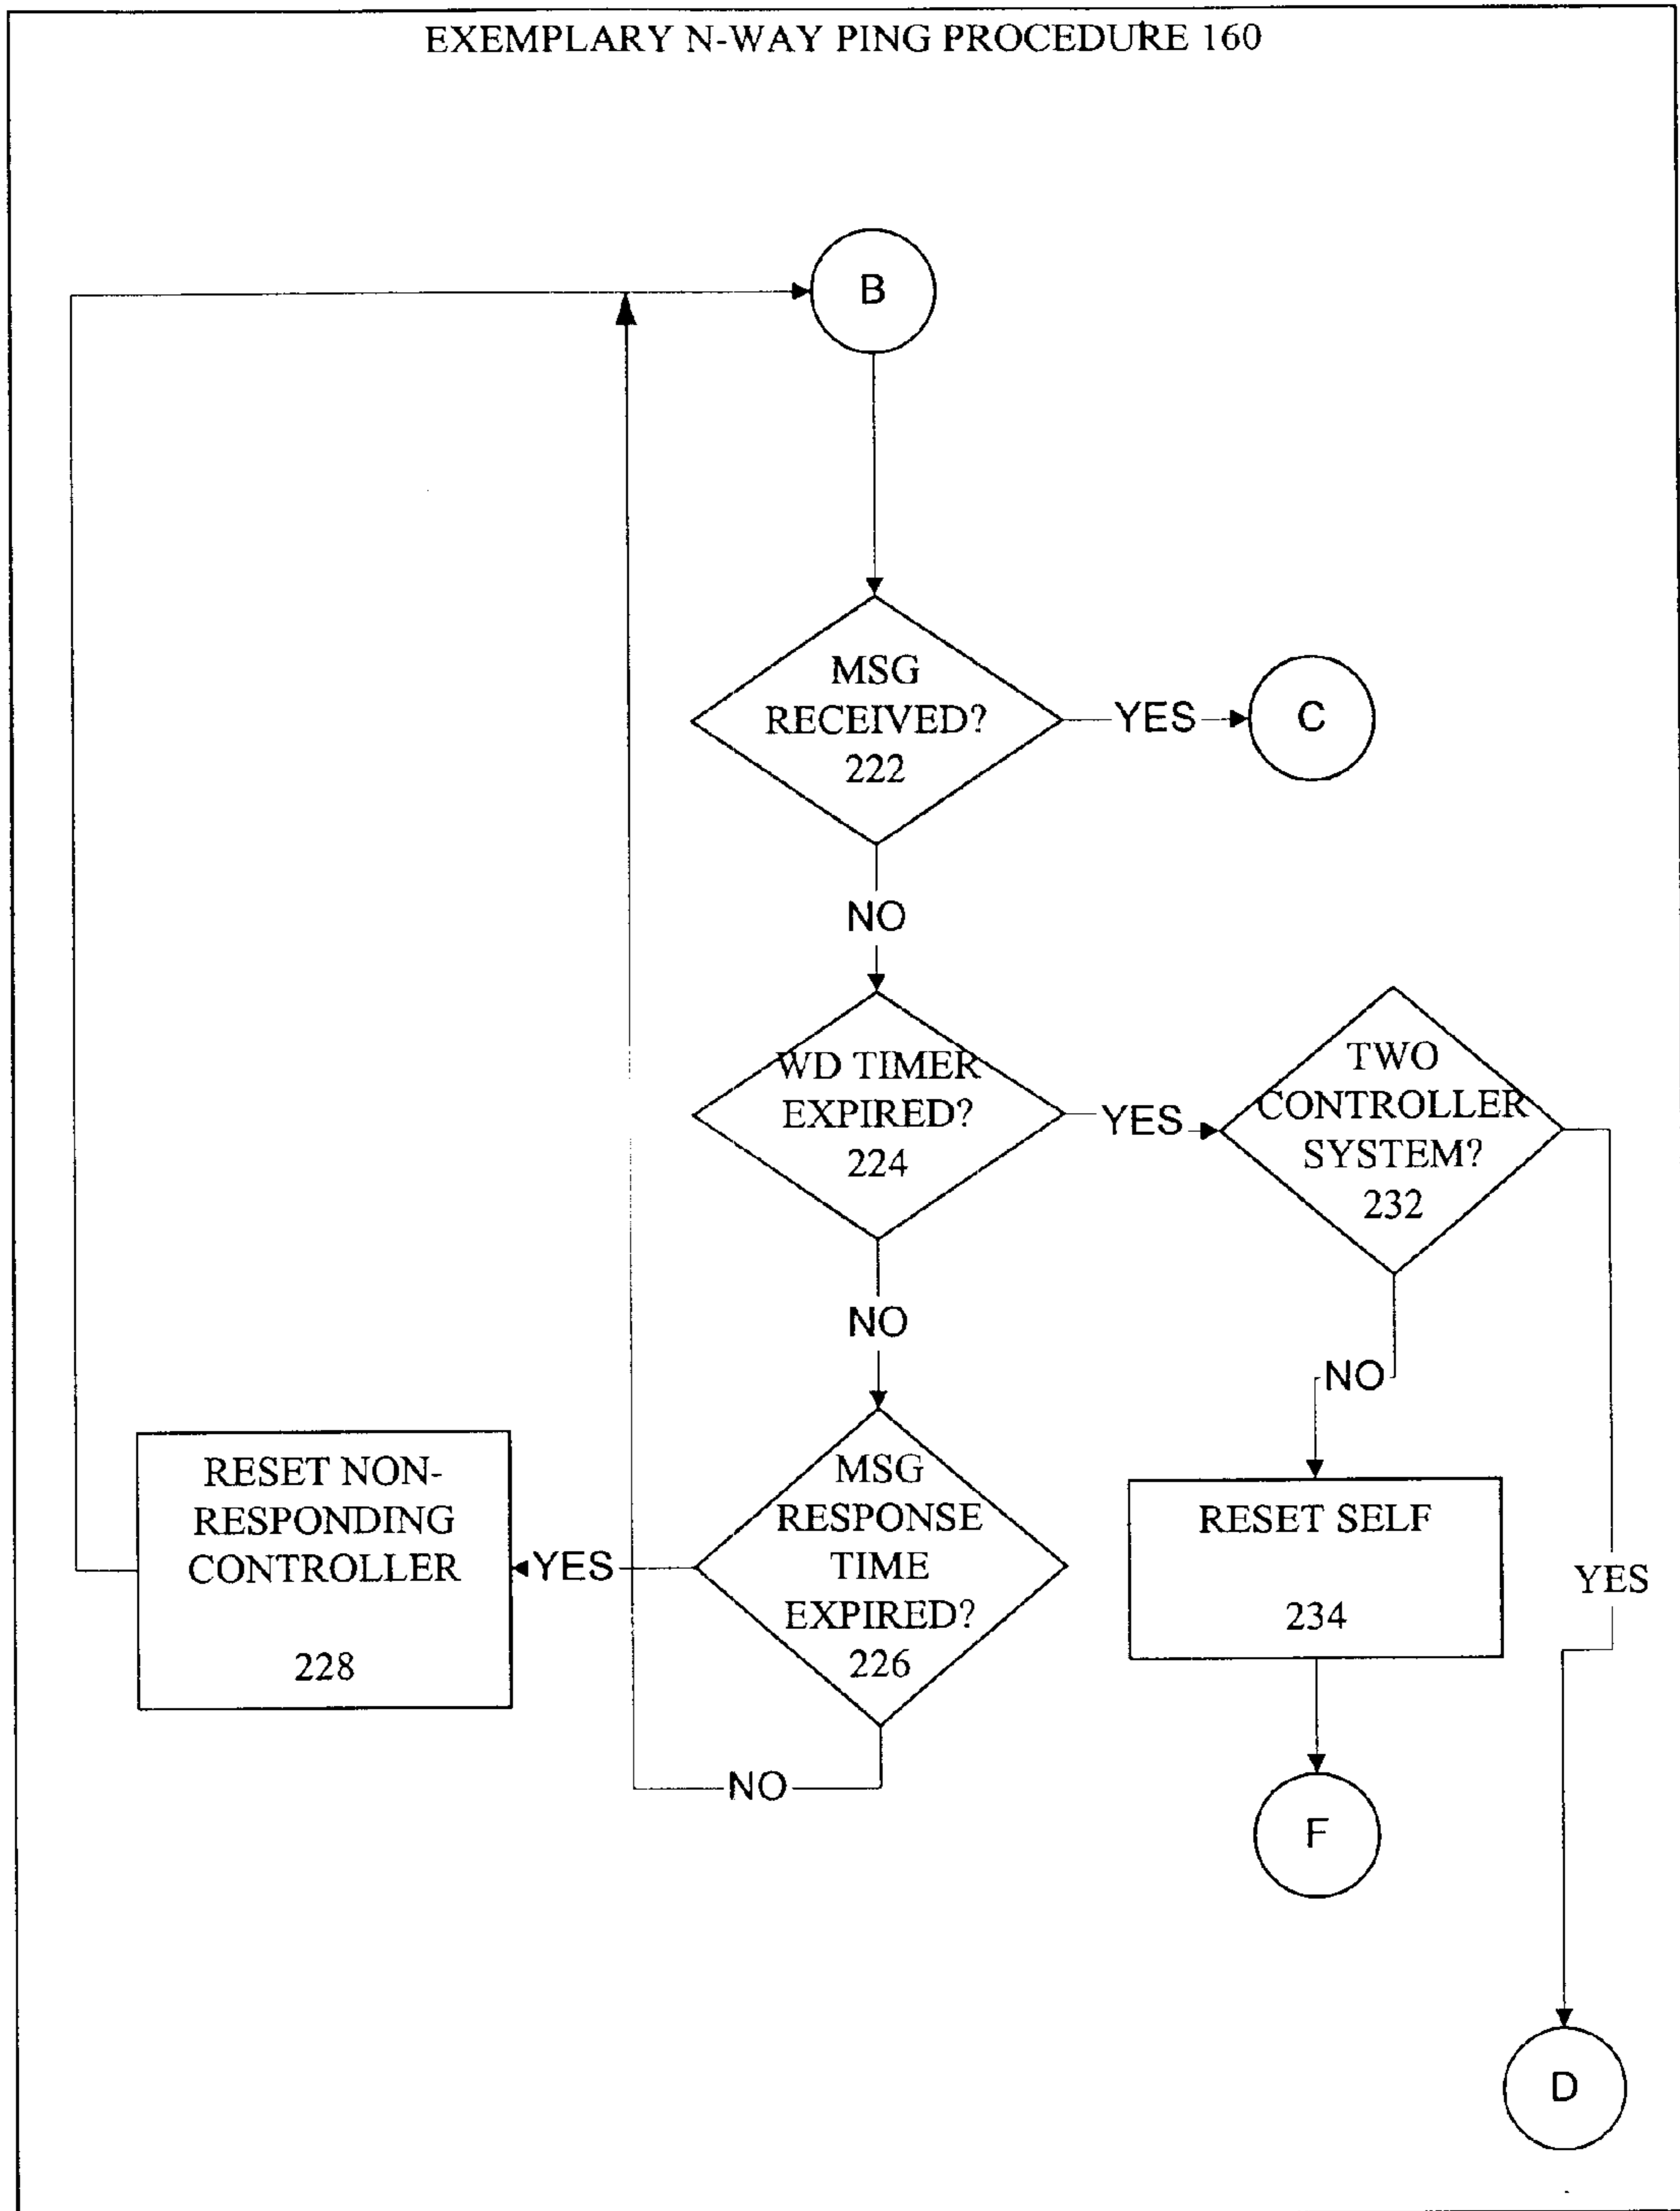 EXEMPLARY N-WAY PING PROCEDURE 160
B
MSG
RECEIVED?
222
YES
C
NO
WD TIMER
EXPIRED?
224
YES
TWO
CONTROLLER
SYSTEM?
232
NO
NO
RESET NON-
RESPONDING
CONTROLLER
228
YES
MSG
RESPONSE
TIME
EXPIRED?
226
RESET SELF
234
YES
NO
F
D